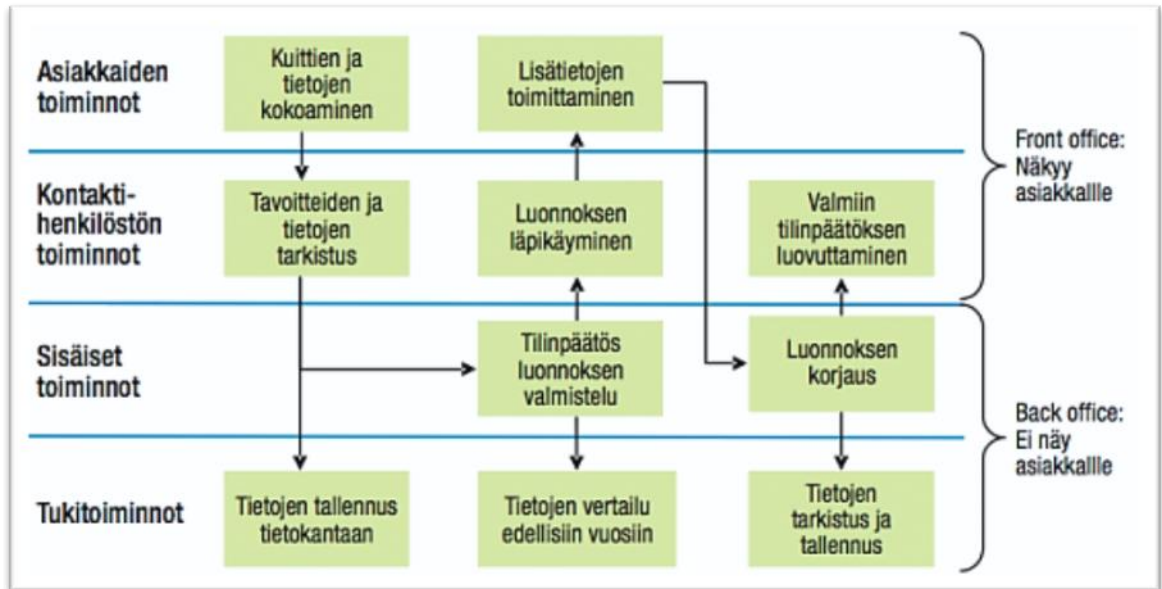 Asiakkaiden
toiminnot
Kuittien ja
tietojen
kokoaminen
Lisätietojen
toimittaminen
Kontakti-
henkilöstön
toiminnot
Tavoitteiden ja
tietojen
tarkistus
Luonnoksen
läpikäyminen
Valmiin
tilinpäätöksen
luovuttaminen
Front office:
Näkyy
asiakkallle
Sisäiset
toiminnot
Tilinpäätös
luonnoksen
valmistelu
Luonnoksen
korjaus
Back office:
Ei näy
asiakkallle
Tukitoiminnot
Tietojen tallennus
tietokantaan
Tietojen vertailu
edellisiin vuosiin
Tietojen
tarkistus ja
tallennus